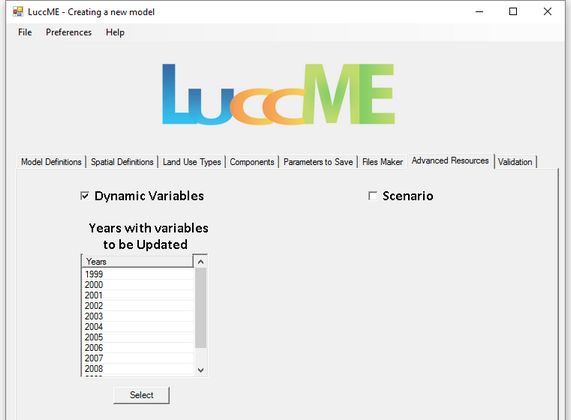 LuccME - Creating a new model
File Preferences Help
LuccME
Model Definitions Spatial Definitions Land Use Types Components Parameters to Save Files Maker Advanced Resources Validation
Dynamic Variables Scenario
Years with variables
to be Updated
Years
1999
2000
2001
2002
2003
2004
2005
2006
2007
2008
Select